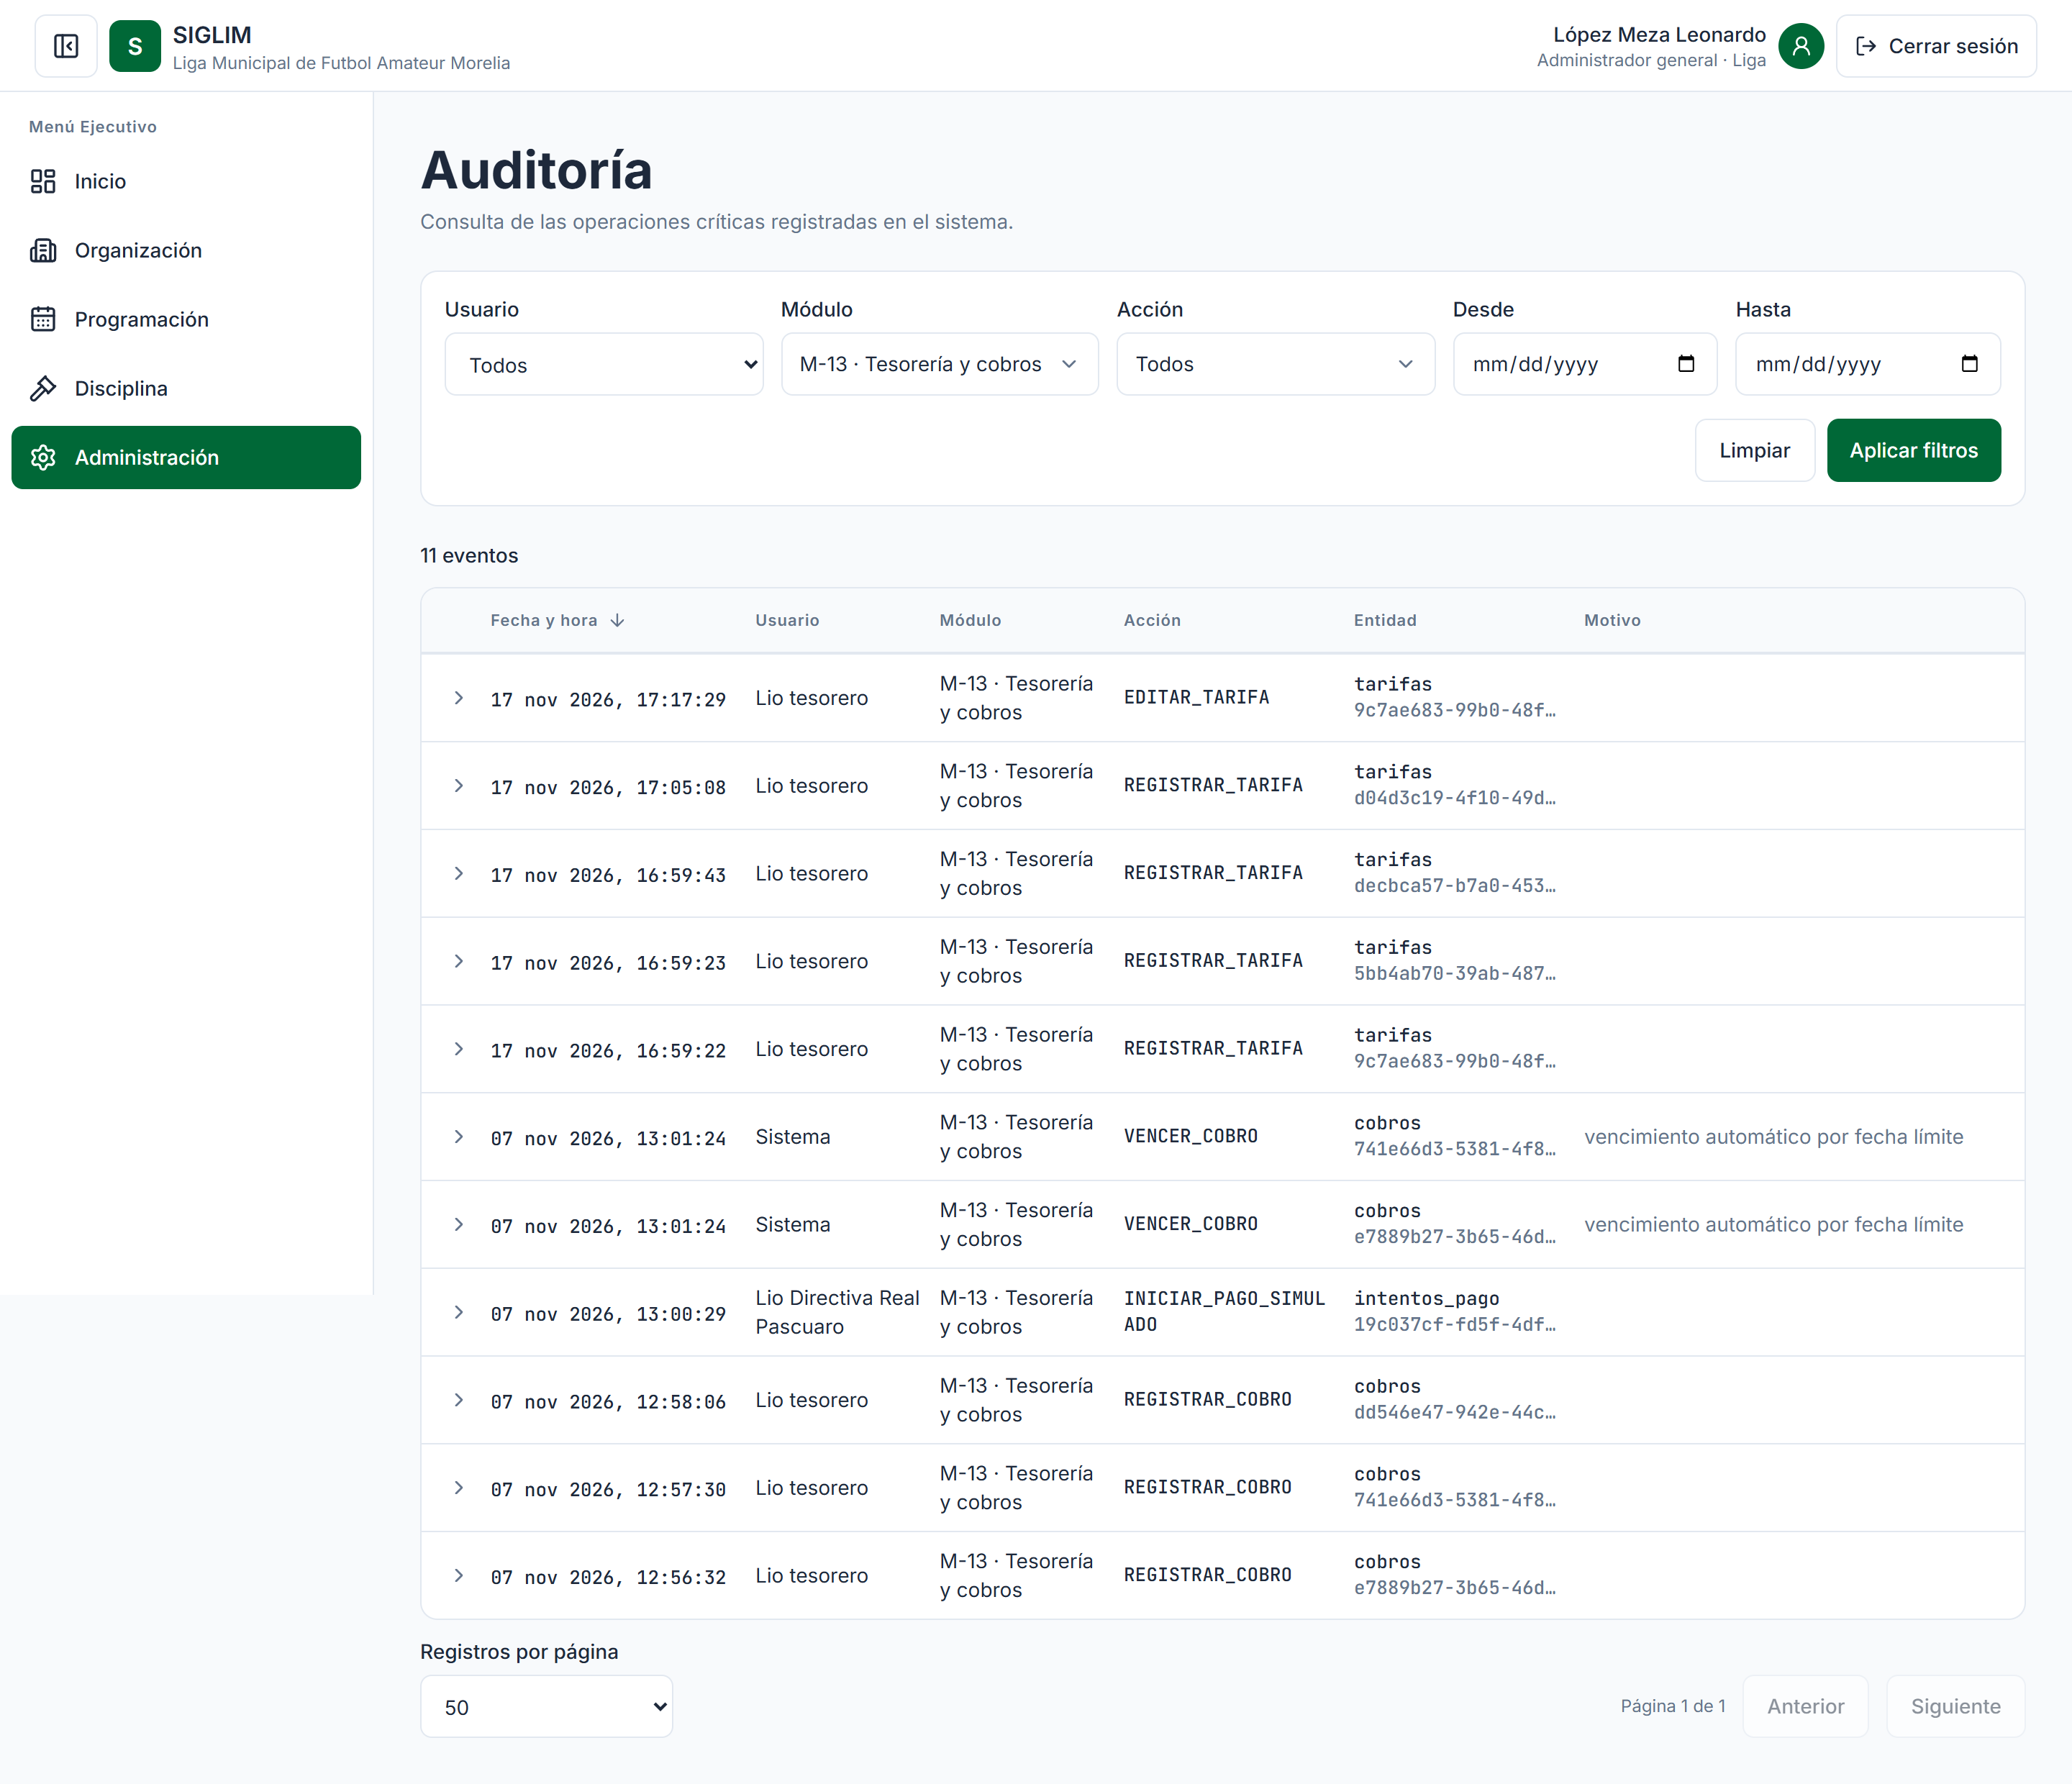 S
SIGLIM
Liga Municipal de Futbol Amateur Morelia
López Meza Leonardo
Administrador general · Liga
Cerrar sesión
Menú Ejecutivo
Inicio
Organización
Programación
Disciplina
Administración
Auditoría
Consulta de las operaciones críticas registradas en el sistema.
Usuario
Módulo
Acción
Desde
Hasta
Todos
M-13 · Tesorería y cobros
Todos
mm/dd/yyyy
mm/dd/yyyy
Limpiar
Aplicar filtros
11 eventos
Fecha y hora ↓ Usuario Módulo Acción Entidad Motivo
17 nov 2026, 17:17:29 Lio tesorero M-13 · Tesorería y cobros EDITAR_TARIFA tarifas 9c7ae683-99b0-48f…
17 nov 2026, 17:05:08 Lio tesorero M-13 · Tesorería y cobros REGISTRAR_TARIFA tarifas d04d3c19-4f10-49d…
17 nov 2026, 16:59:43 Lio tesorero M-13 · Tesorería y cobros REGISTRAR_TARIFA tarifas decbca57-b7a0-453…
17 nov 2026, 16:59:23 Lio tesorero M-13 · Tesorería y cobros REGISTRAR_TARIFA tarifas 5bb4ab70-39ab-487…
17 nov 2026, 16:59:22 Lio tesorero M-13 · Tesorería y cobros REGISTRAR_TARIFA tarifas 9c7ae683-99b0-48f…
07 nov 2026, 13:01:24 Sistema M-13 · Tesorería y cobros VENCER_COBRO cobros 741e66d3-5381-4f8… vencimiento automático por fecha límite
07 nov 2026, 13:01:24 Sistema M-13 · Tesorería y cobros VENCER_COBRO cobros e7889b27-3b65-46d… vencimiento automático por fecha límite
07 nov 2026, 13:00:29 Lio Directiva Real Pascuaro M-13 · Tesorería y cobros INICIAR_PAGO_SIMULADO intentos_pago 19c037cf-fd5f-4df…
07 nov 2026, 12:58:06 Lio tesorero M-13 · Tesorería y cobros REGISTRAR_COBRO cobros dd546e47-942e-44c…
07 nov 2026, 12:57:30 Lio tesorero M-13 · Tesorería y cobros REGISTRAR_COBRO cobros 741e66d3-5381-4f8…
07 nov 2026, 12:56:32 Lio tesorero M-13 · Tesorería y cobros REGISTRAR_COBRO cobros e7889b27-3b65-46d…
Registros por página
50
Página 1 de 1
Anterior
Siguiente